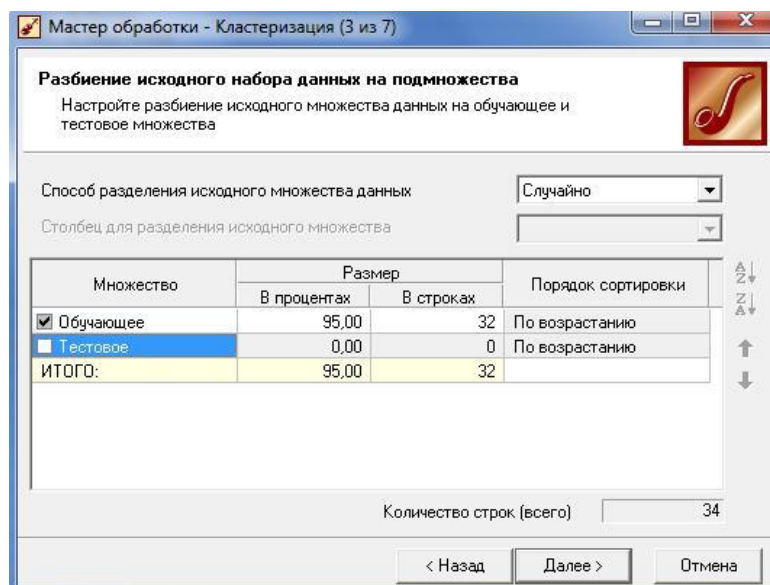 Мастер обработки - Кластеризация (3 из 7)
Разбиение исходного набора данных на подмножества
Настройте разбиение исходного множества данных на обучающее и
тестовое множества
Способ разделения исходного множества данных Случайно
Столбец для разделения исходного множества
Множество Размер Порядок сортировки
В процентах В строках
Обучающее 95,00 32 По возрастанию
Тестовое 0,00 0 По возрастанию
ИТОГО: 95,00 32
Количество строк (всего) 34
< Назад Далее > Отмена